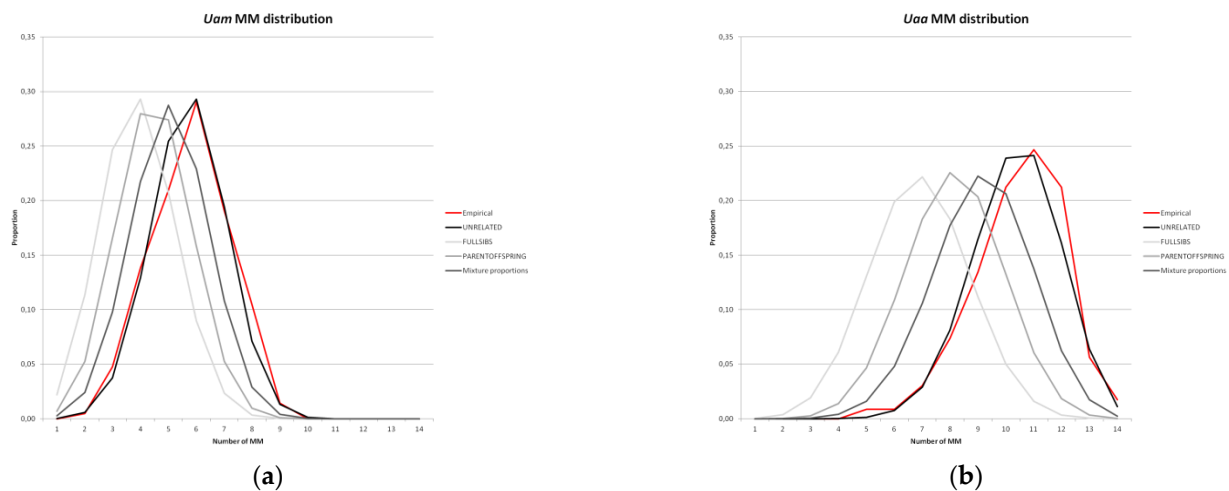 Uam MM distribution
0,35
0,30
0,25
0,20
0,15
0,10
0,05
0,00
Proportion
1 2 3 4 5 6 7 8 9 10 11 12 13 14
Number of MM
Empirical
UNRELATED
FULLSIBS
PARENTOFFSPRING
Mixture proportions
(a)
Uaa MM distribution
0,35
0,30
0,25
0,20
0,15
0,10
0,05
0,00
Proportion
1 2 3 4 5 6 7 8 9 10 11 12 13 14
Number of MM
Empirical
UNRELATED
FULLSIBS
PARENTOFFSPRING
Mixture proportions
(b)